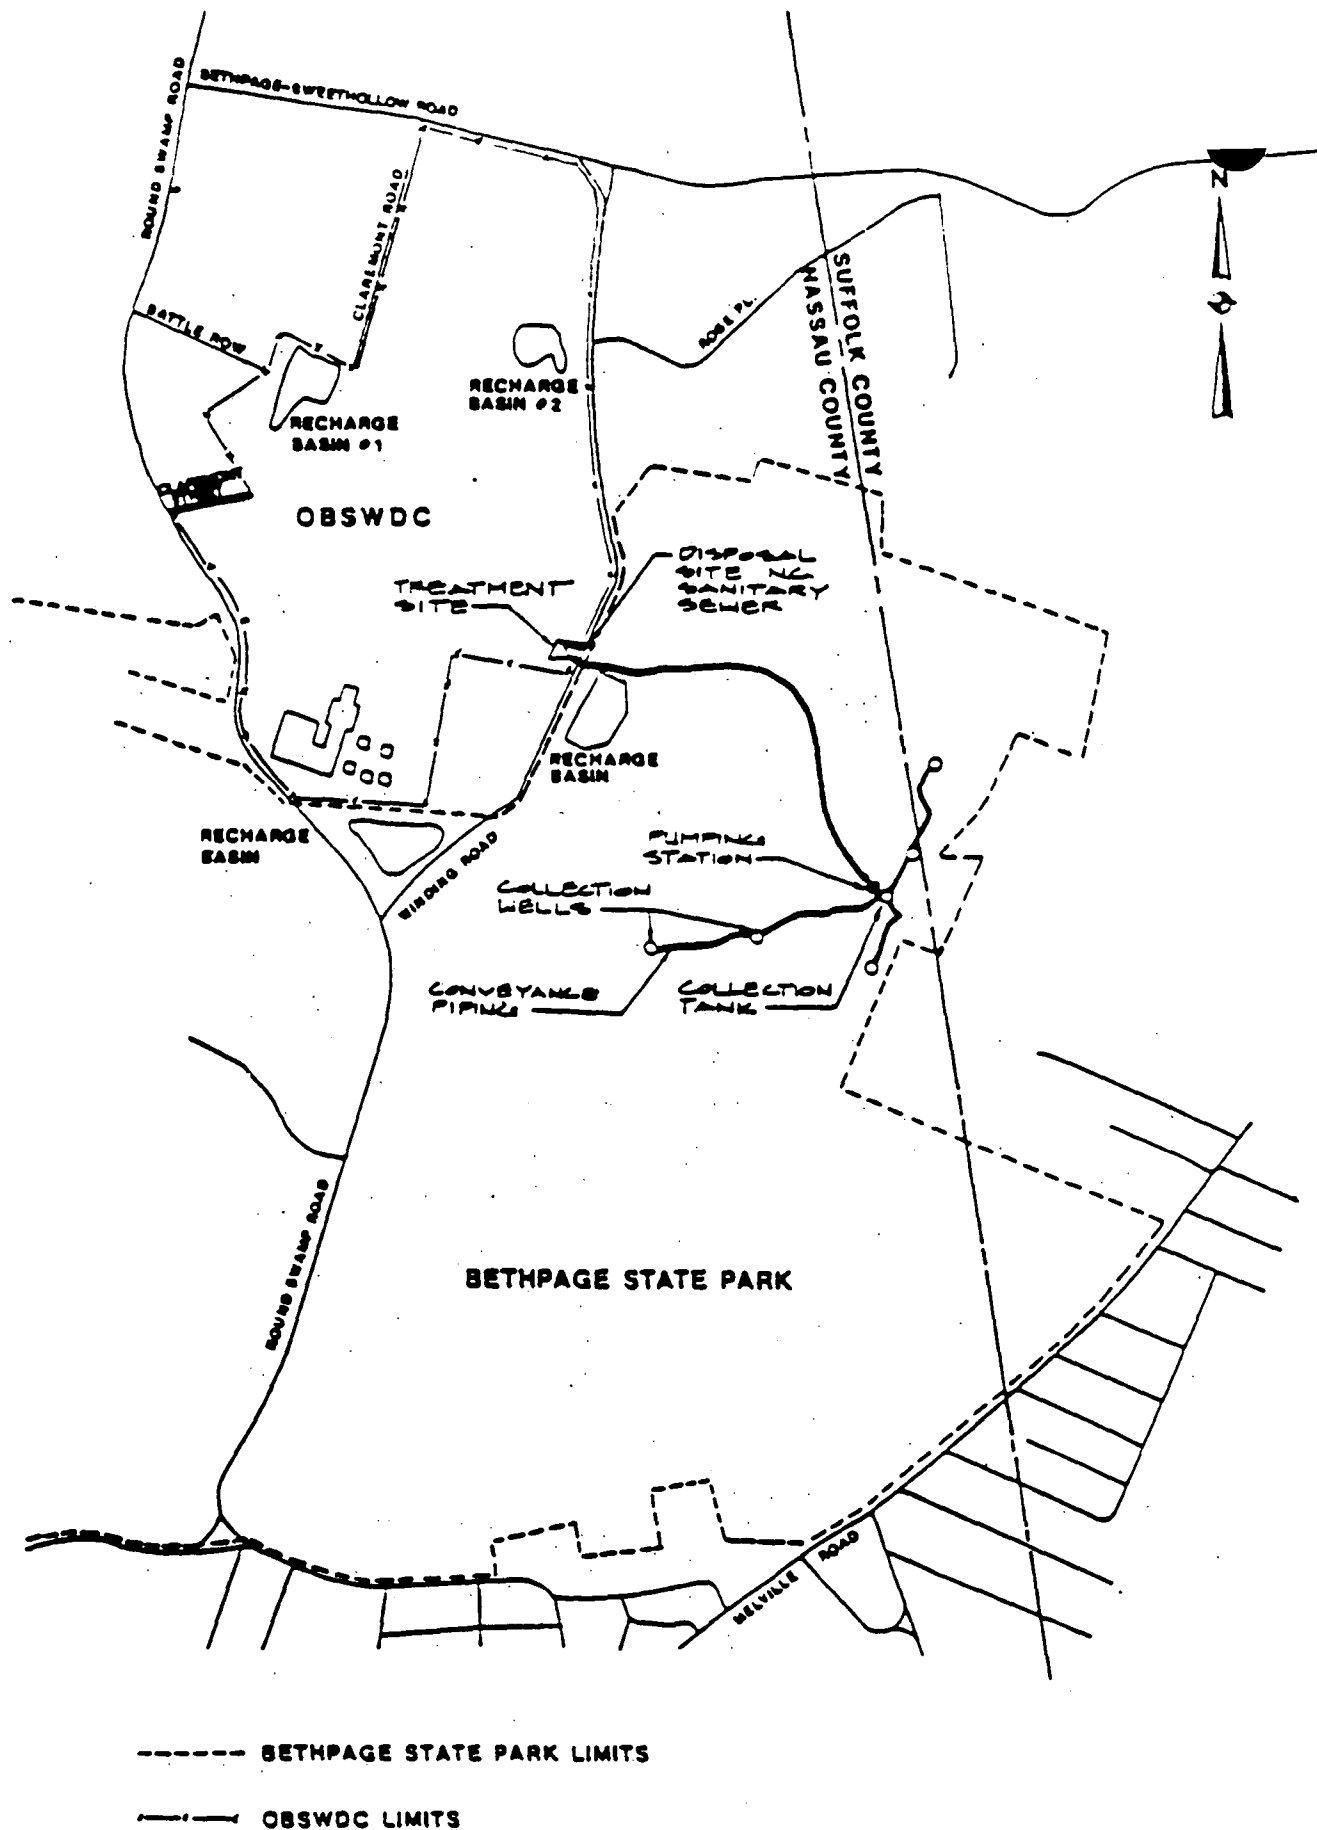 BETHPAGE-SWEETHOLLOW ROAD
ROUND SWAMP ROAD
CLAREMONT ROAD
N
SUFFOLK COUNTY
NASSAU COUNTY
ROSE PL.
BATTLE ROW
RECHARGE
BASIN #2
RECHARGE
BASIN #1
OBSWDC
DISPOSAL
SITE NC
SANITARY
SEWER
TREATMENT
SITE
RECHARGE
BASIN
RECHARGE
BASIN
WINDING ROAD
PUMPING
STATION
COLLECTION
WELLS
CONVEYANCE
PIPING
COLLECTION
TANK
ROUND SWAMP ROAD
BETHPAGE STATE PARK
MELVILLE ROAD
BETHPAGE STATE PARK LIMITS
OBSWDC LIMITS